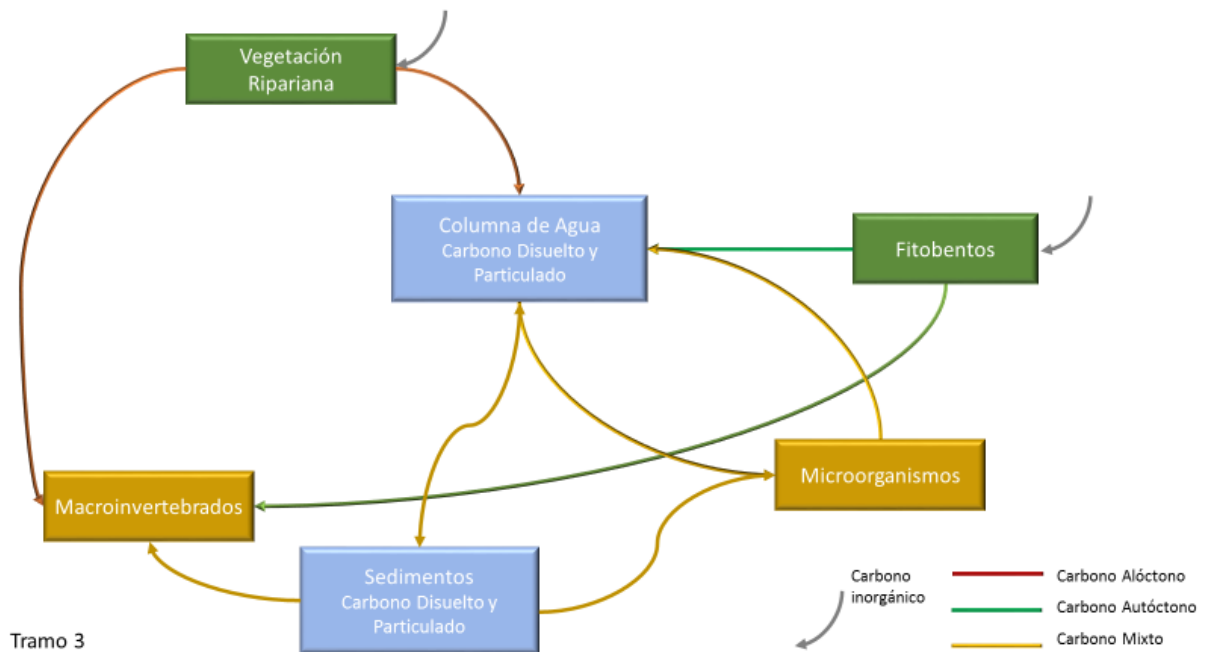 Vegetación
Ripariana
Columna de Agua
Carbono Disuelto y
Particulado
Fitobentos
Microorganismos
Macroinvertebrados
Sedimentos
Carbono Disuelto y
Particulado
Carbono
inorgánico
Carbono Alóctono
Carbono Autóctono
Carbono Mixto
Tramo 3